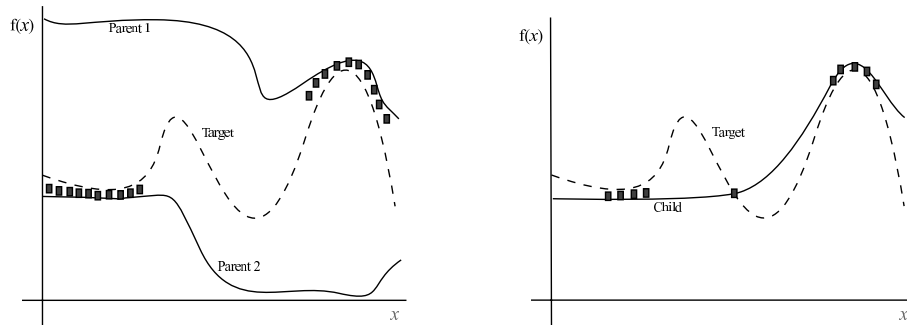 f(x)
Parent 1
Target
Parent 2
x
f(x)
Target
Child
x